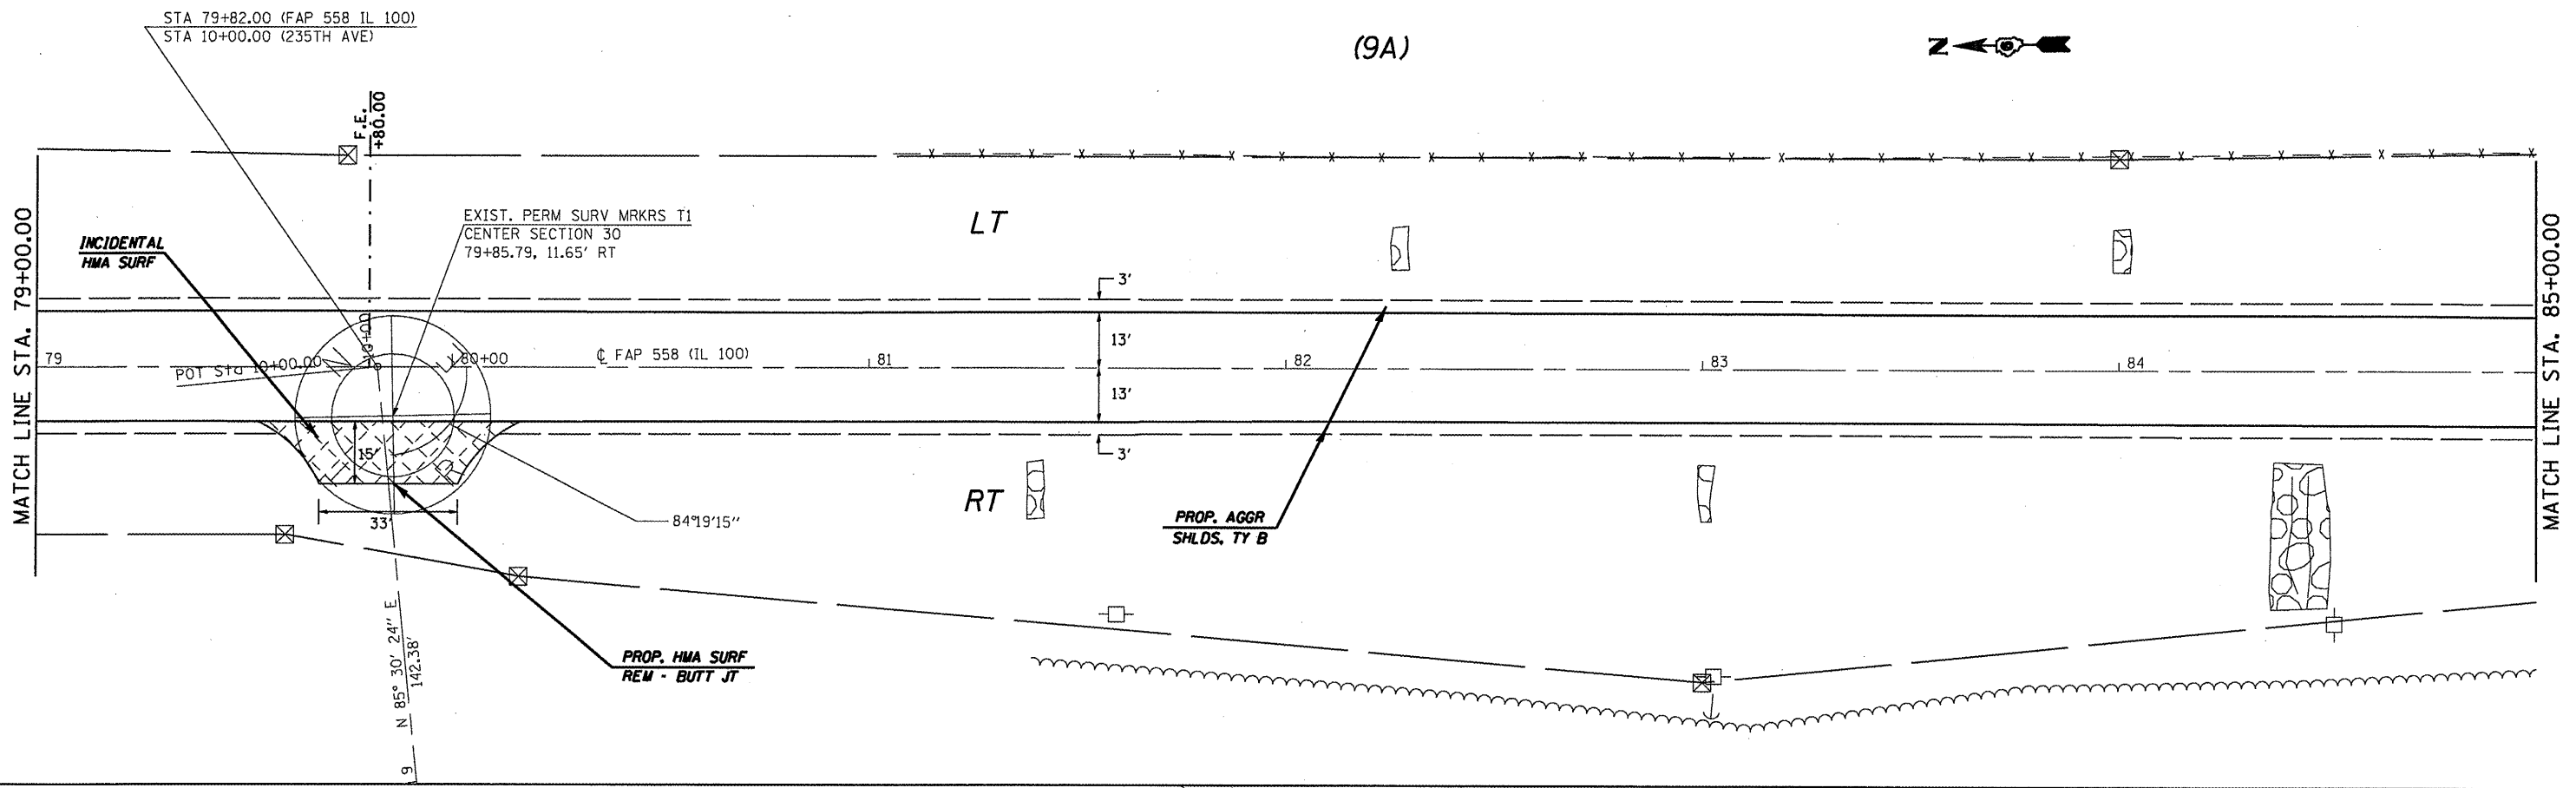 STA 79+82.00 (FAP 558 IL 100)
STA 10+00.00 (235TH AVE)
(9A)
N
F.E.
+80.00
MATCH LINE STA. 79+00.00
INCIDENTAL
HMA SURF
EXIST. PERM SURV MRKRS T1
CENTER SECTION 30
79+85.79, 11.65' RT
LT
3'
13'
10+00
79
POT Sta 10+00.00
80+00
℄ FAP 558 (IL 100)
81
82
83
84
13'
3'
15'
33'
84°19'15"
RT
PROP. AGGR
SHLDS, TY B
PROP. HMA SURF
REM - BUTT JT
N 85° 30' 24" E
142.38'
9
MATCH LINE STA. 85+00.00